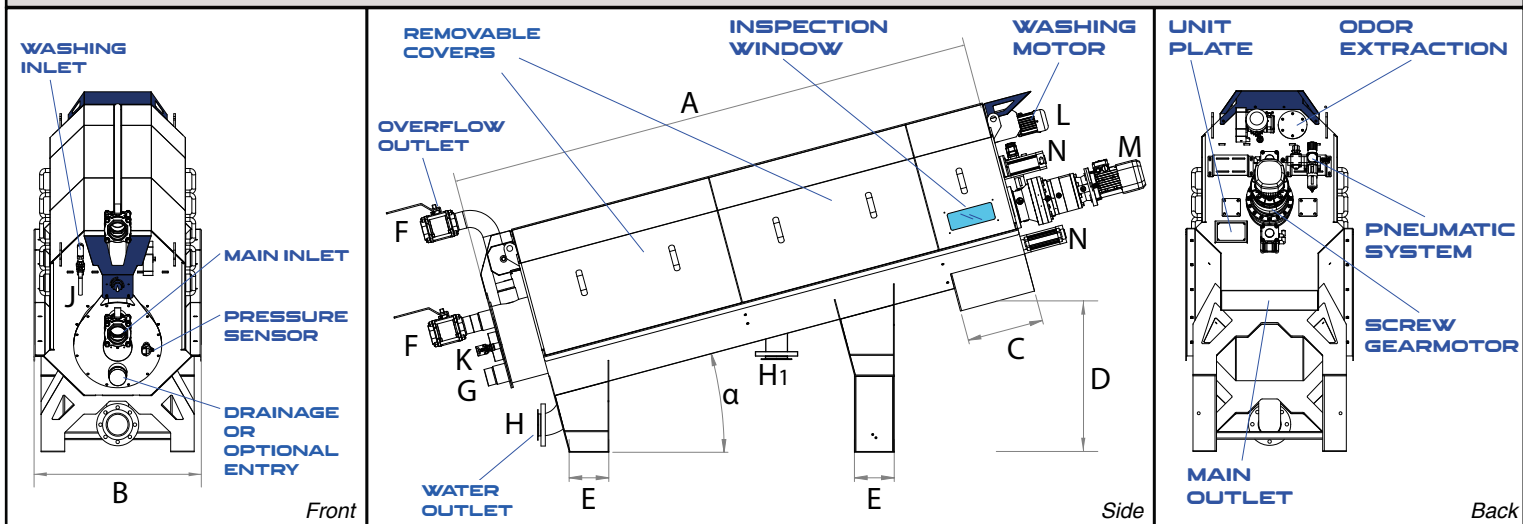 WASHING
INLET
MAIN INLET
PRESSURE
SENSOR
J
DRAINAGE
OR
OPTIONAL
ENTRY
B
Front
REMOVABLE
COVERS
INSPECTION
WINDOW
WASHING
MOTOR
A
L
OVERFLOW
OUTLET
N
M
F
N
F
K
G
C
H1
D
α
H
E
E
WATER
OUTLET
Side
UNIT
PLATE
ODOR
EXTRACTION
PNEUMATIC
SYSTEM
SCREW
GEARMOTOR
MAIN
OUTLET
Back